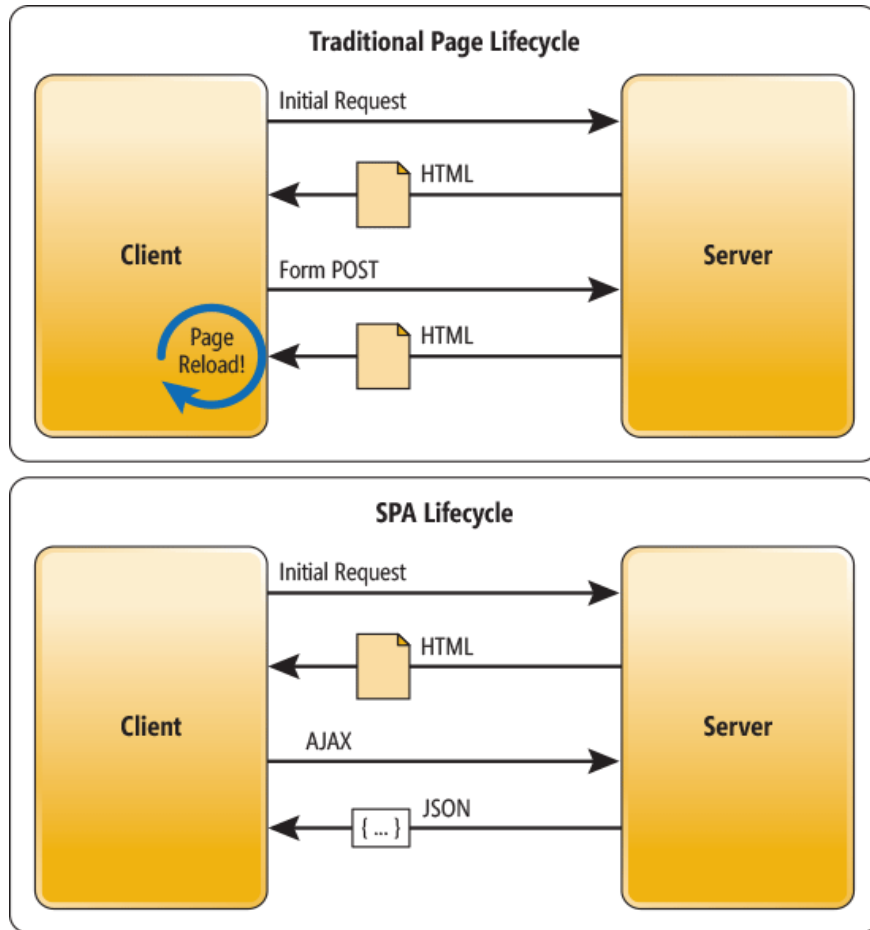 Traditional Page Lifecycle
Initial Request
HTML
Client
Server
Form POST
HTML
Page
Reload!
SPA Lifecycle
Initial Request
HTML
Client
Server
AJAX
JSON
{ ... }